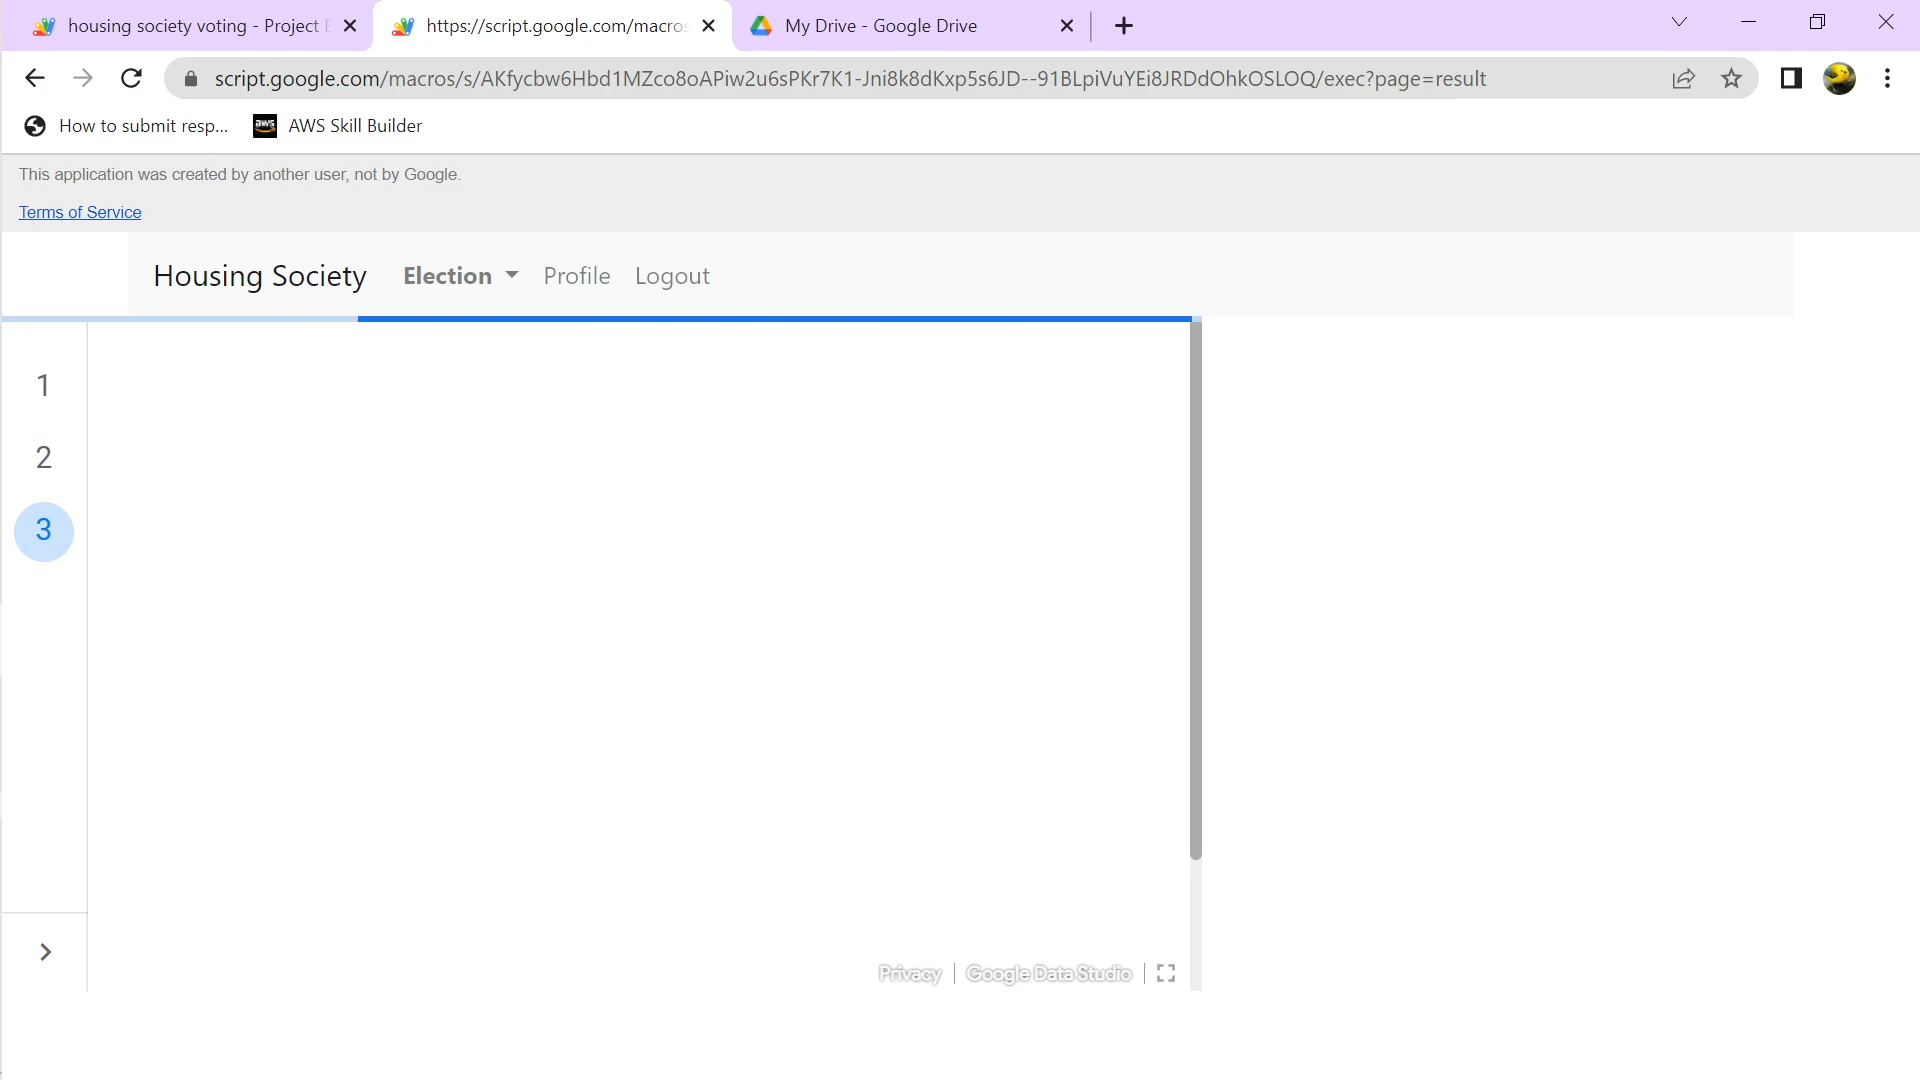 housing society voting - Project E
https://script.google.com/macros
My Drive - Google Drive
script.google.com/macros/s/AKfycbw6Hbd1MZco8oAPiw2u6sPKr7K1-Jni8k8dKxp5s6JD--91BLpiVuYEi8JRDdOhkOSLOQ/exec?page=result
How to submit resp...
AWS Skill Builder
This application was created by another user, not by Google.
Terms of Service
Housing Society Election Profile Logout
1
2
3
Privacy Google Data Studio